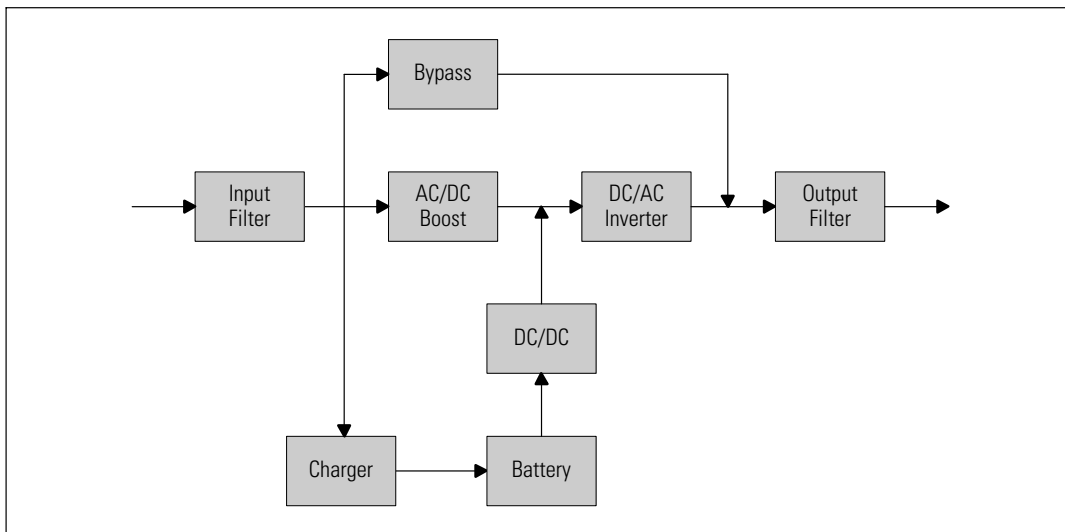 Bypass
Input
Filter
AC/DC
Boost
DC/AC
Inverter
Output
Filter
DC/DC
Charger
Battery